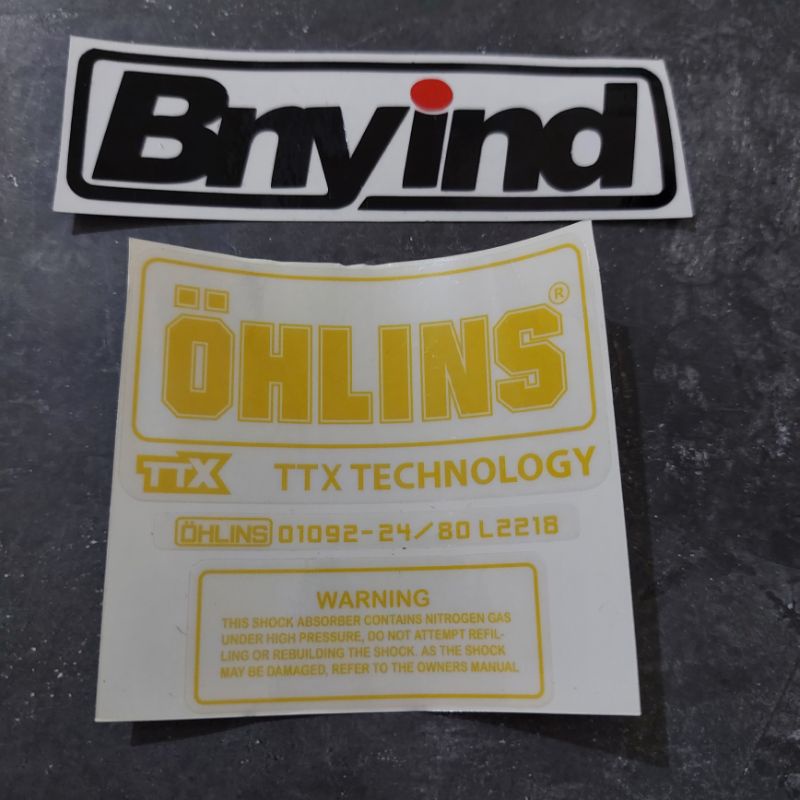 Bnyind
ÖHLINS®
TTX TTX TECHNOLOGY
ÖHLINS 01092-24/80 L2218
WARNING
THIS SHOCK ABSORBER CONTAINS NITROGEN GAS
UNDER HIGH PRESSURE, DO NOT ATTEMPT REFIL-
LING OR REBUILDING THE SHOCK. AS THE SHOCK
MAY BE DAMAGED, REFER TO THE OWNERS MANUAL